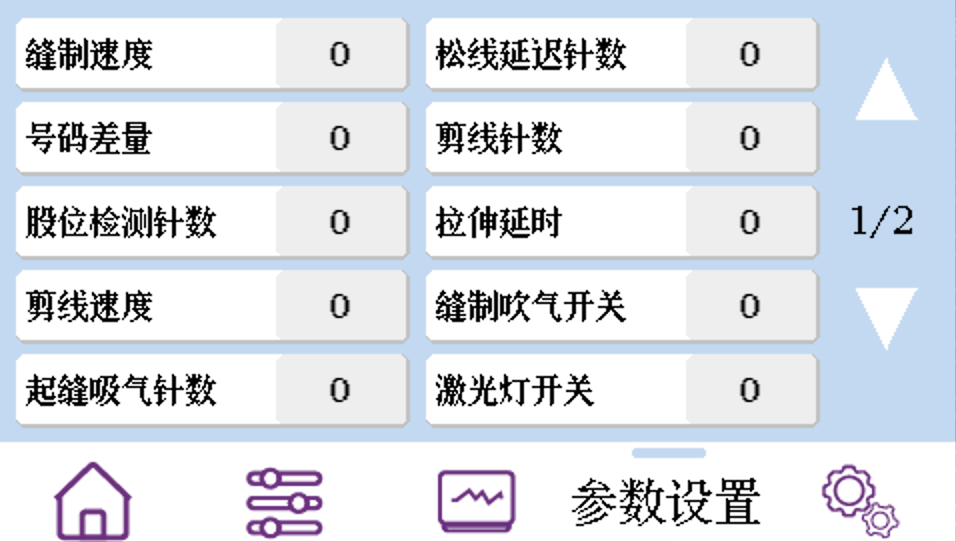 缝制速度 0 松线延迟针数 0
号码差量 0 剪线针数 0
股位检测针数 0 拉伸延时 0
1/2
剪线速度 0 缝制吹气开关 0
起缝吸气针数 0 激光灯开关 0
参数设置